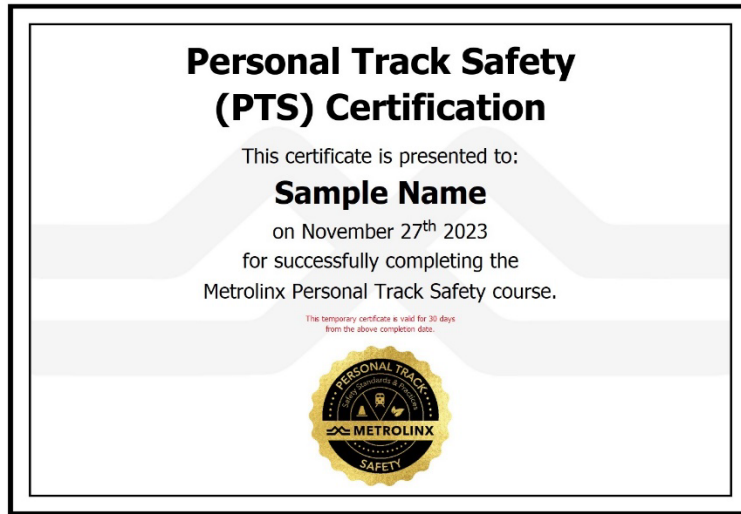 Personal Track Safety
(PTS) Certification
This certificate is presented to:
Sample Name
on November 27th 2023
for successfully completing the
Metrolinx Personal Track Safety course.
This temporary certificate is valid for 30 days
from the above completion date.
PERSONAL TRACK
Safety Standards & Practices
METROLINX
SAFETY